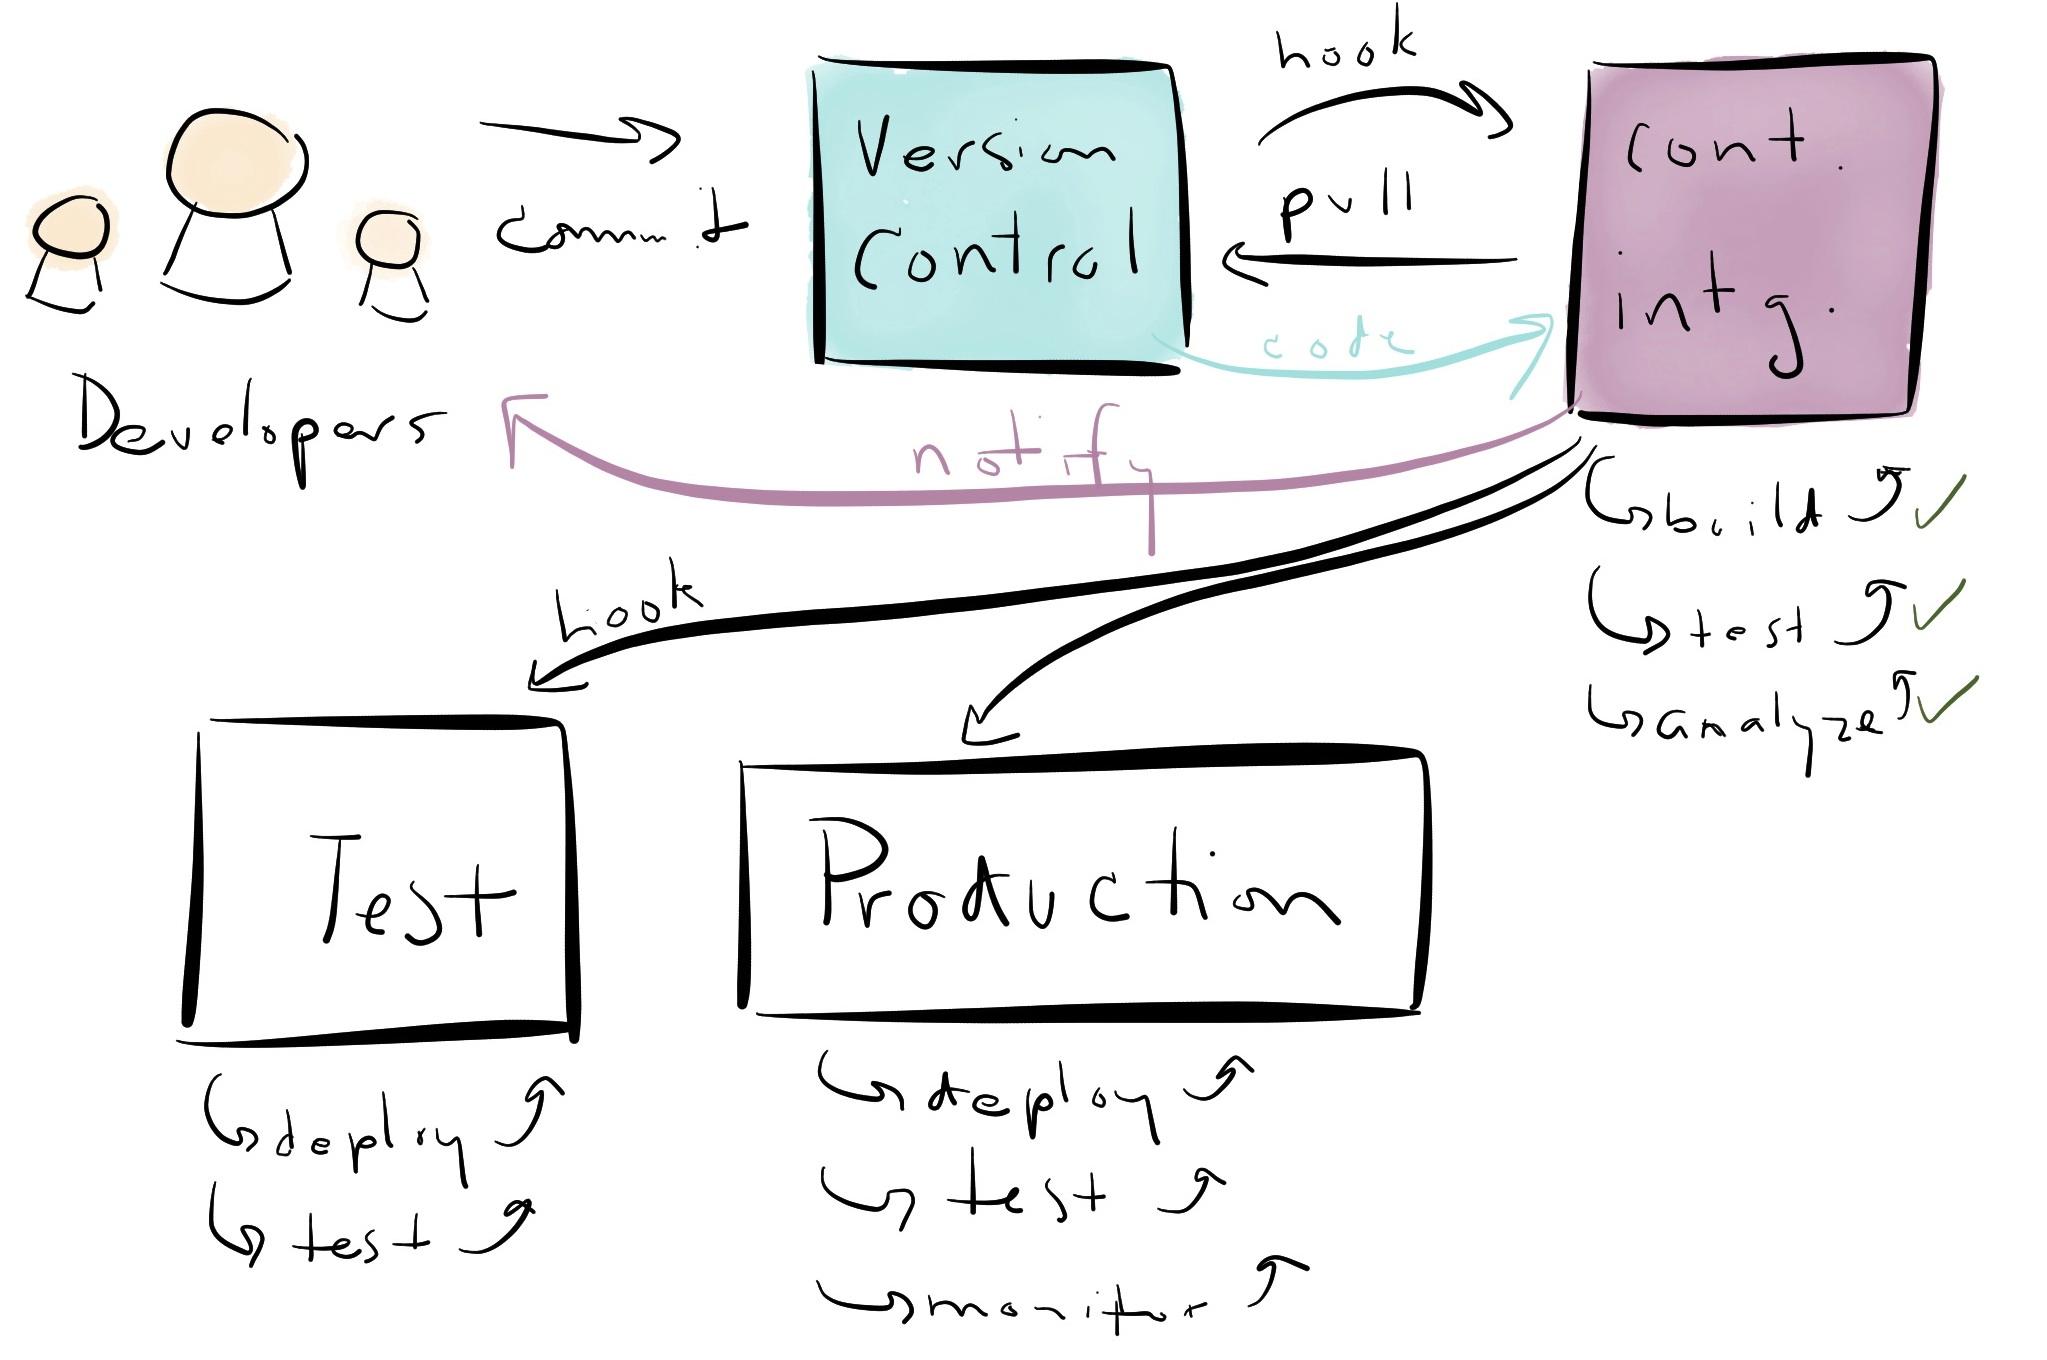 hook
commit
Version
Control
pull
cont.
intg.
code
Developers
notify
build
test
analyze
hook
Test
Production
deploy
test
deploy
test
monitor